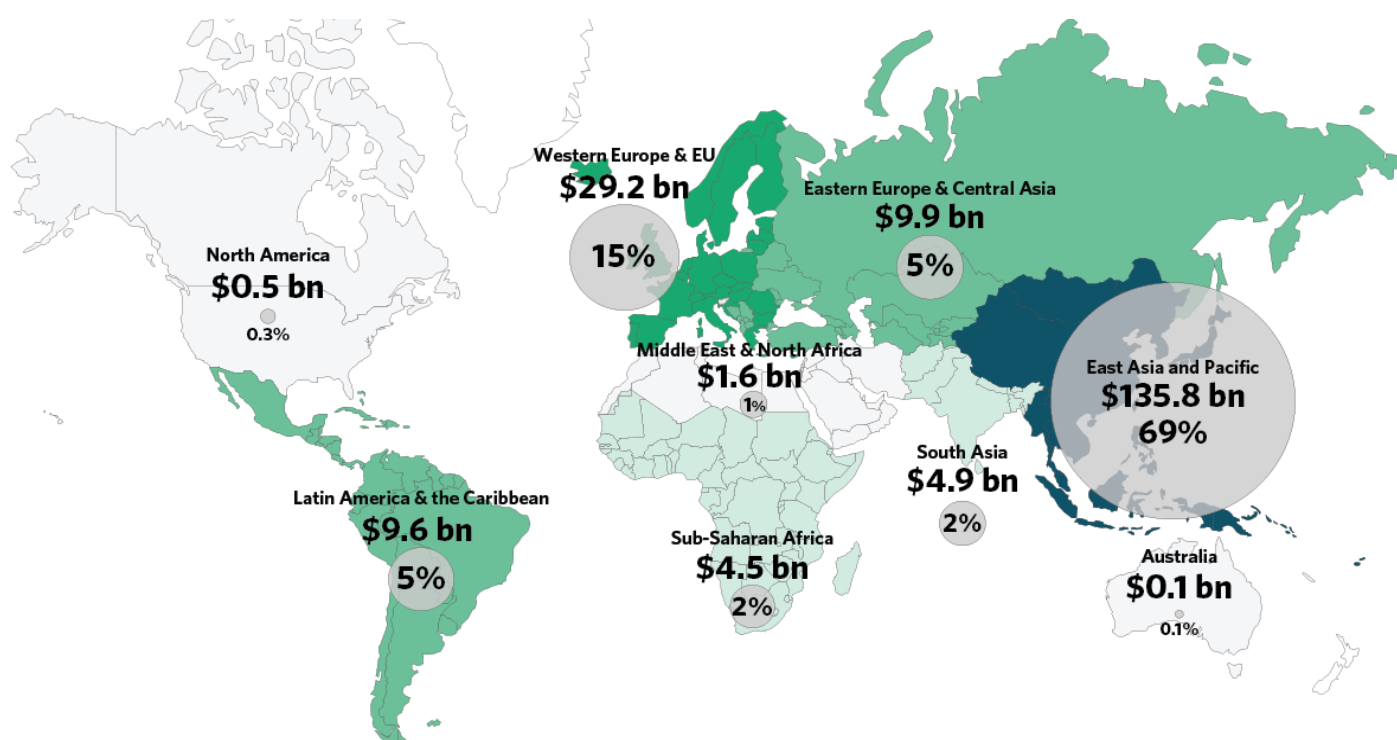 Western Europe & EU
$29.2 bn
15%
Eastern Europe & Central Asia
$9.9 bn
5%
North America
$0.5 bn
0.3%
Middle East & North Africa
$1.6 bn
1%
East Asia and Pacific
$135.8 bn
69%
South Asia
$4.9 bn
2%
Latin America & the Caribbean
$9.6 bn
5%
Sub-Saharan Africa
$4.5 bn
2%
Australia
$0.1 bn
0.1%